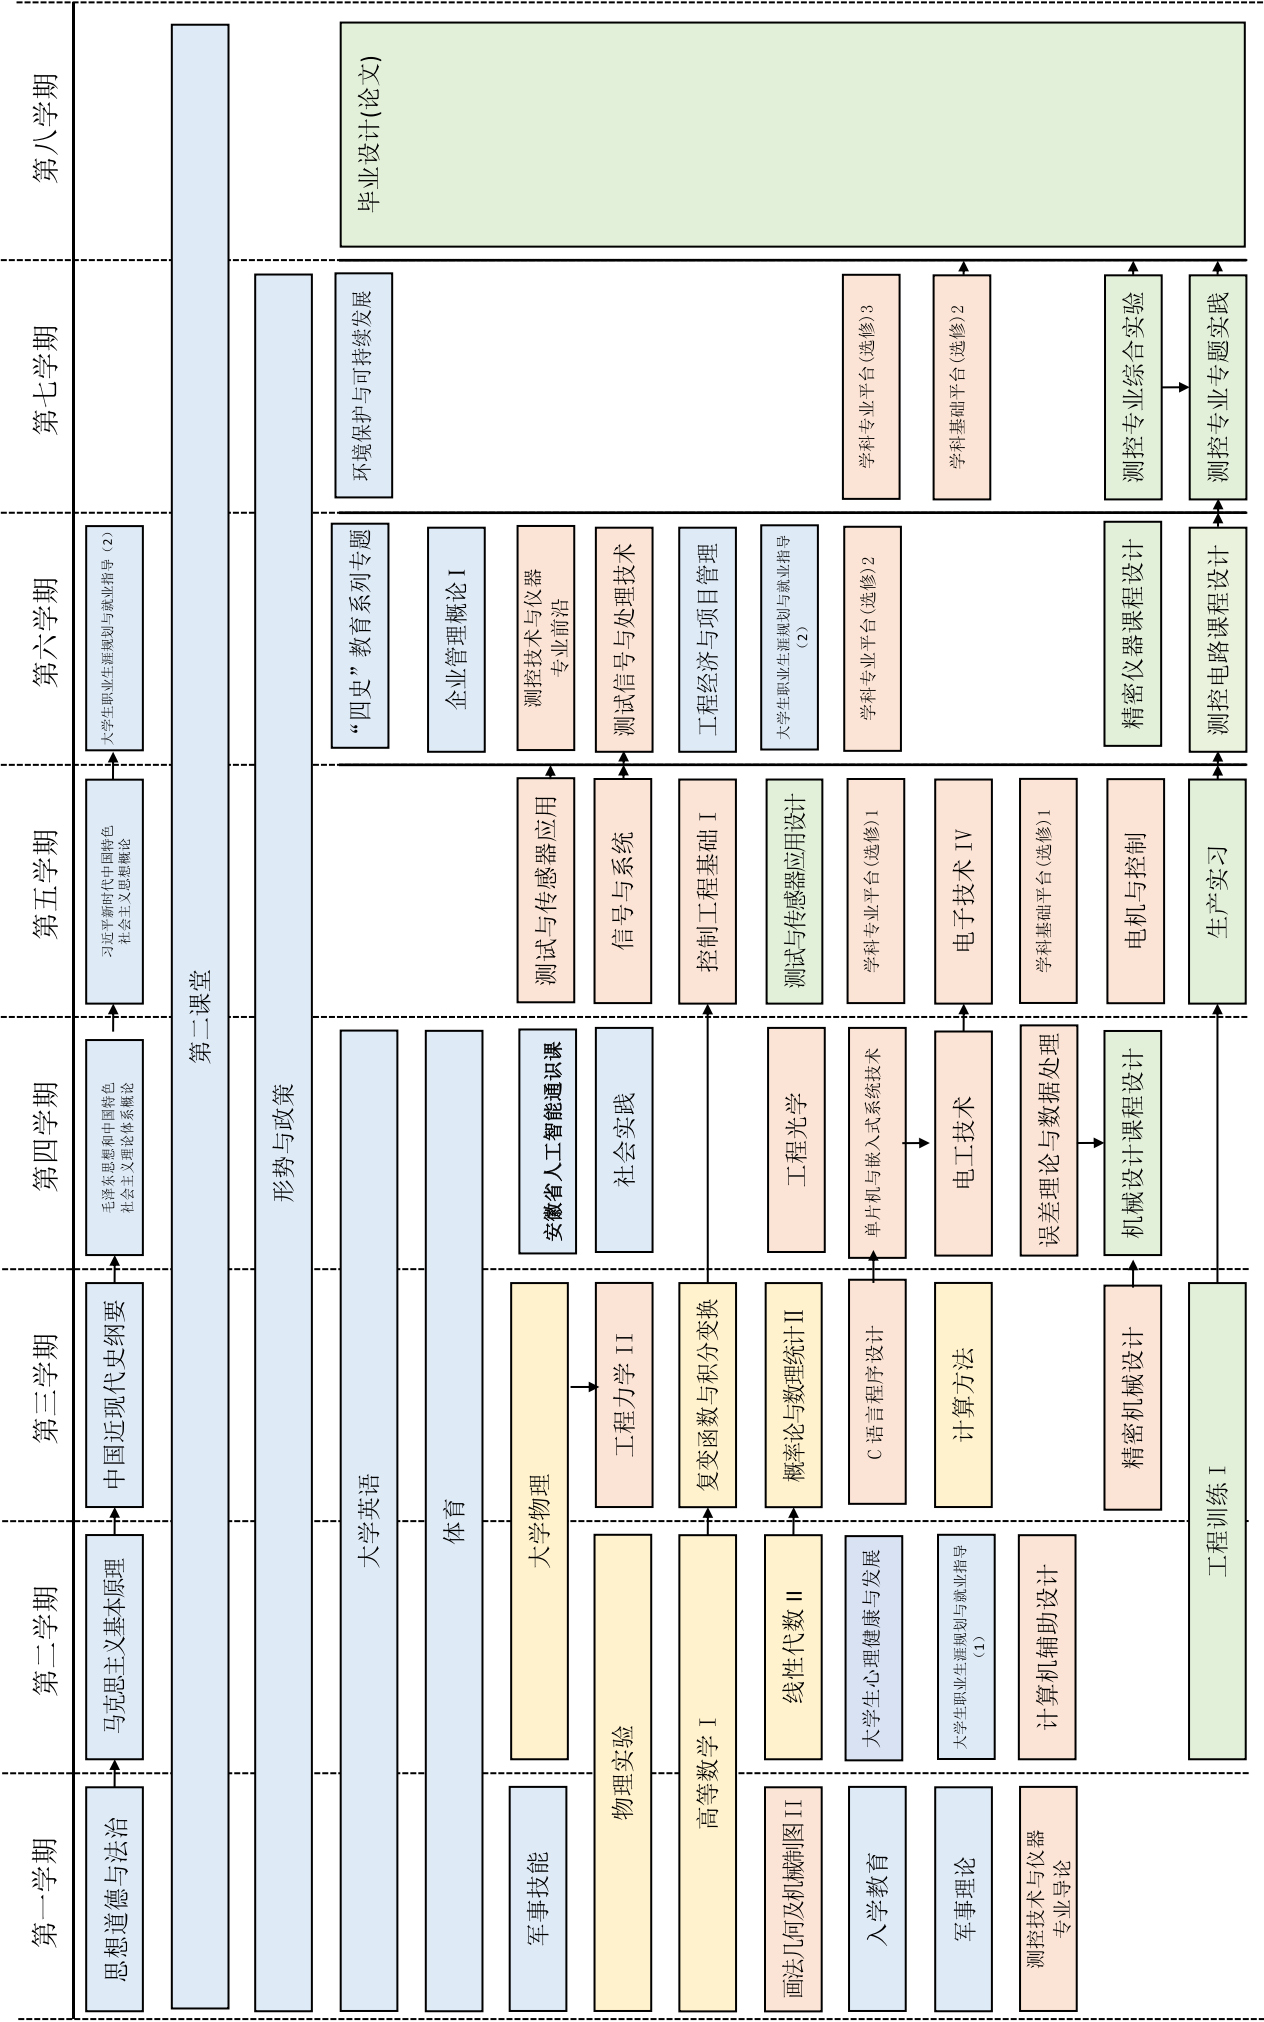 第一学期
第二学期
第三学期
第四学期
第五学期
第六学期
第七学期
第八学期
思想道德与法治
马克思主义基本原理
中国近现代史纲要
毛泽东思想和中国特色
社会主义理论体系概论
习近平新时代中国特色
社会主义思想概论
大学生职业生涯规划与就业指导（2）
第二课堂
形势与政策
大学英语
“四史”教育系列专题
环境保护与可持续发展
毕业设计(论文)
体育
企业管理概论 I
军事技能
大学物理
安徽省人工智能通识课
测试与传感器应用
测控技术与仪器
专业前沿
物理实验
工程力学 II
社会实践
信号与系统
测试信号与处理技术
高等数学 I
复变函数与积分变换
控制工程基础 I
工程经济与项目管理
画法几何及机械制图 II
线性代数 II
概率论与数理统计II
工程光学
测试与传感器应用设计
大学生职业生涯规划与就业指导
（2）
入学教育
大学生心理健康与发展
C 语言程序设计
单片机与嵌入式系统技术
学科专业平台(选修)1
学科专业平台(选修)2
学科专业平台(选修)3
军事理论
大学生职业生涯规划与就业指导
（1）
计算方法
电工技术
电子技术 IV
学科基础平台(选修)2
测控技术与仪器
专业导论
计算机辅助设计
误差理论与数据处理
学科基础平台(选修)1
精密机械设计
机械设计课程设计
电机与控制
精密仪器课程设计
测控专业综合实验
工程训练 I
生产实习
测控电路课程设计
测控专业专题实践